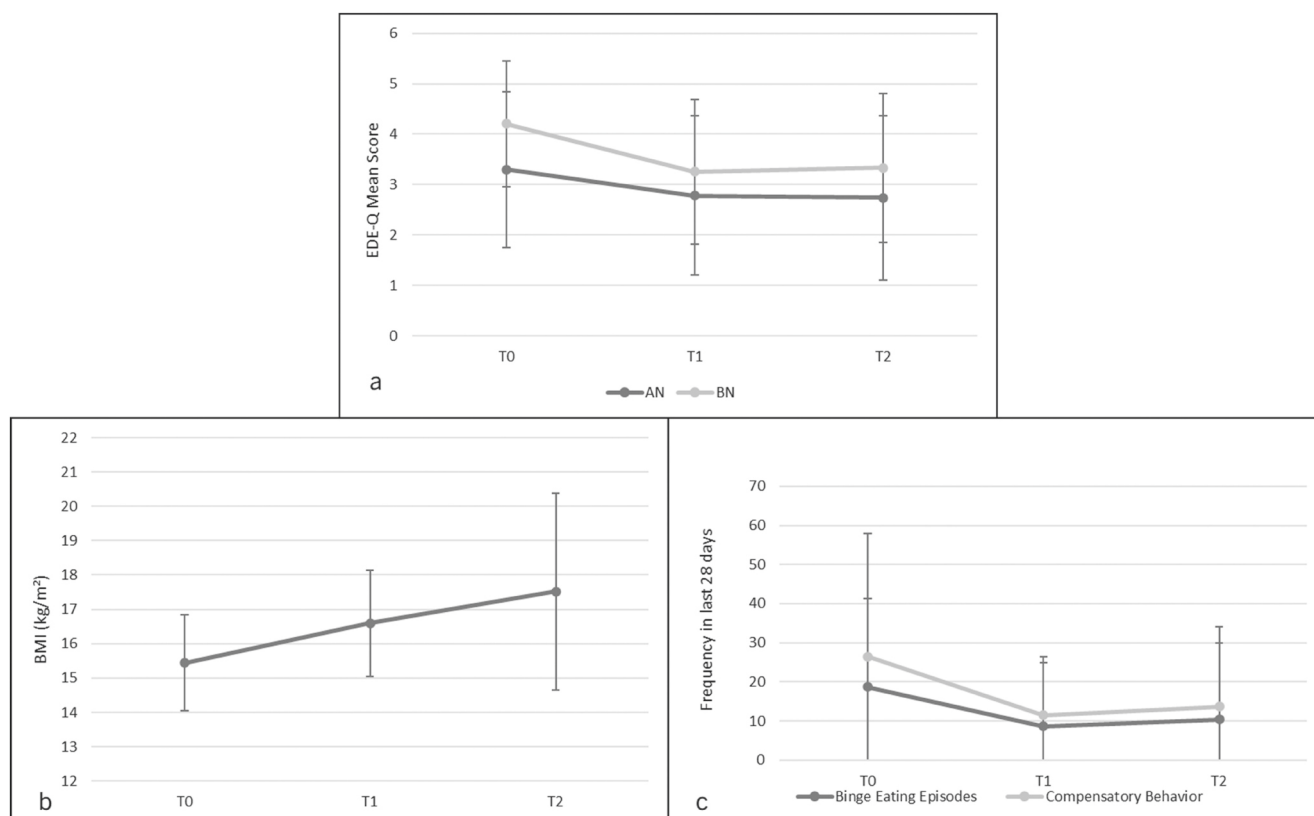 EDE-Q Mean Score
6
5
4
3
2
1
0
T0 T1 T2
a
AN BN
BMI (kg/m²)
22
21
20
19
18
17
16
15
14
13
12
T0 T1 T2
b
Frequency in last 28 days
70
60
50
40
30
20
10
0
T0 T1 T2
c
Binge Eating Episodes Compensatory Behavior